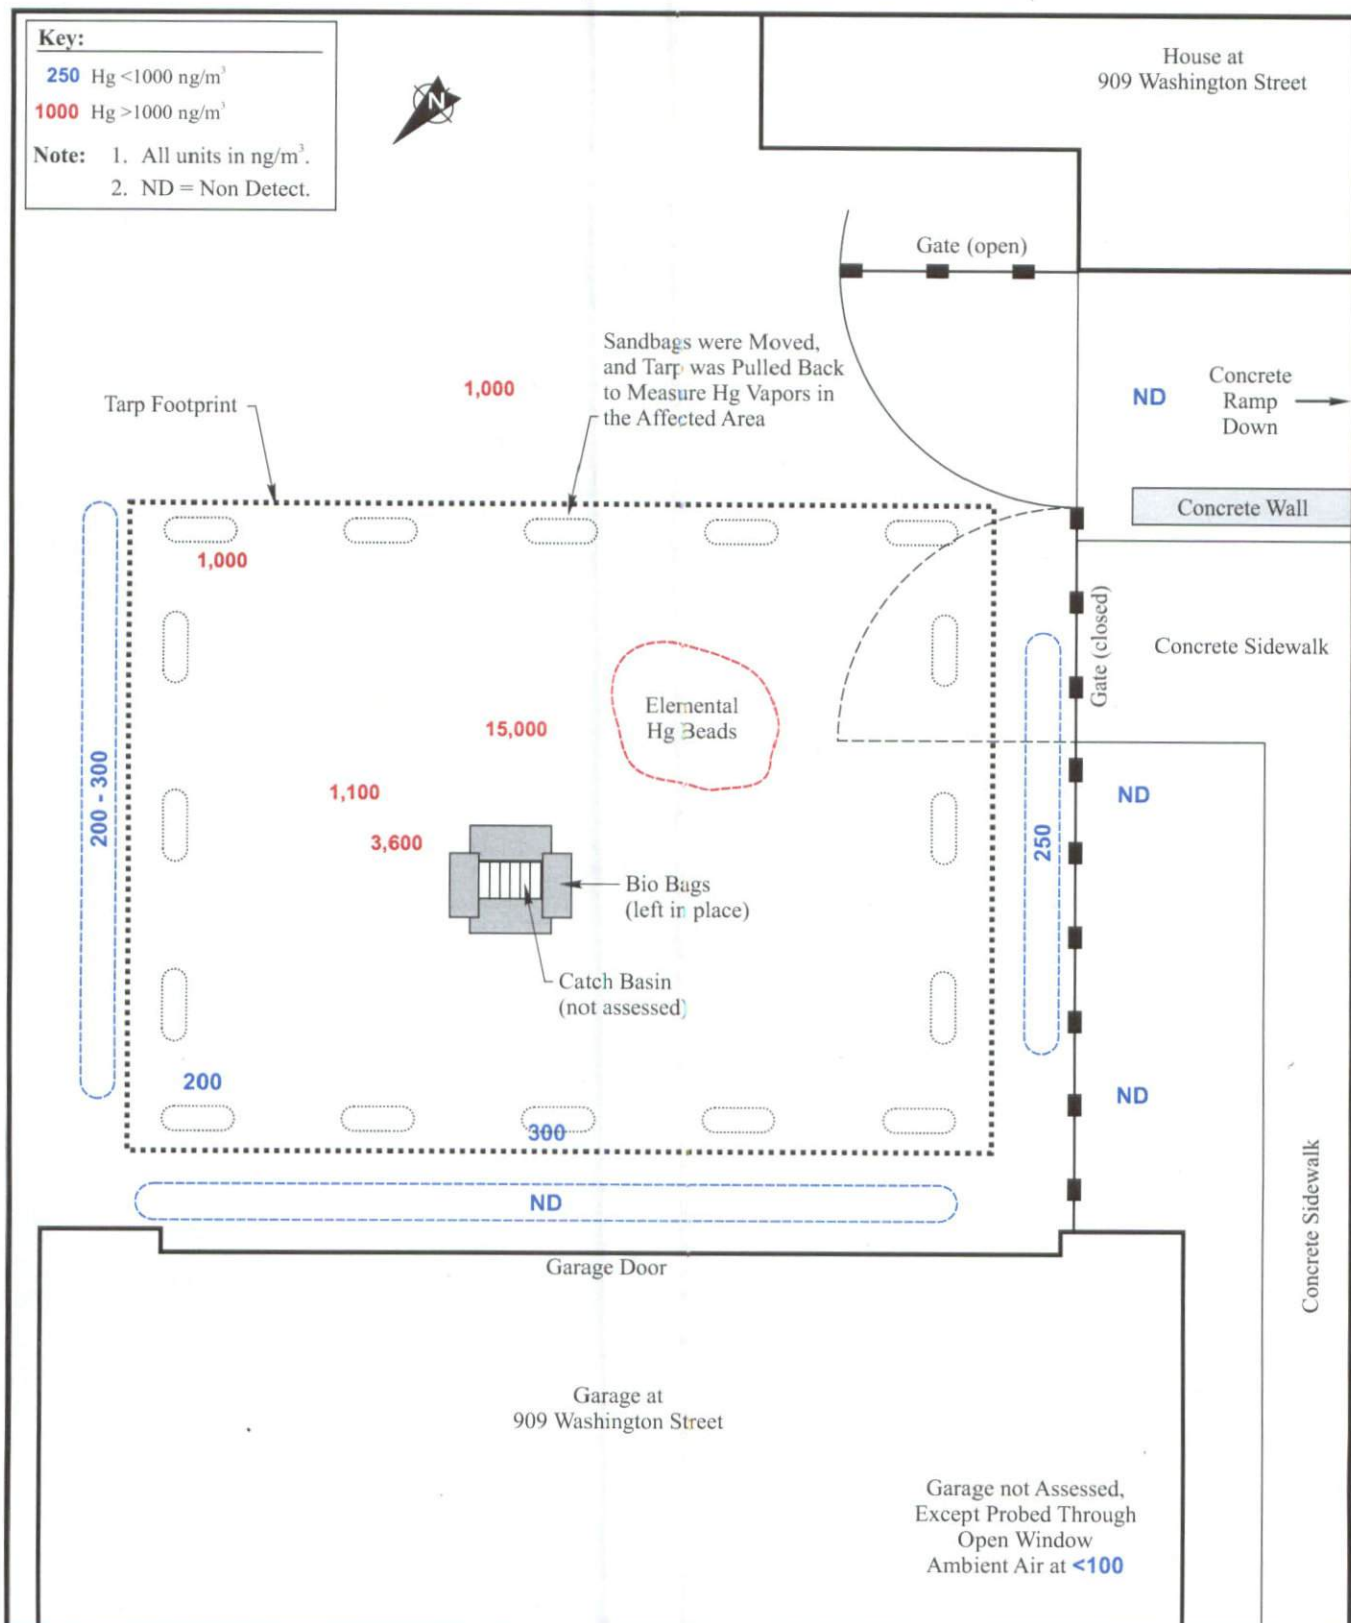 Key:
250 Hg <1000 ng/m³
1000 Hg >1000 ng/m³
Note: 1. All units in ng/m³.
2. ND = Non Detect.
N
House at
909 Washington Street
Gate (open)
Sandbags were Moved,
and Tarp was Pulled Back
to Measure Hg Vapors in
the Affected Area
1,000
Tarp Footprint
ND
Concrete
Ramp
Down
Concrete Wall
1,000
Gate (closed)
Concrete Sidewalk
Elemental
Hg Beads
15,000
200 - 300
1,100
3,600
250
ND
Bio Bags
(left in place)
Catch Basin
(not assessed)
200
ND
300
ND
Concrete Sidewalk
Garage Door
Garage at
909 Washington Street
Garage not Assessed,
Except Probed Through
Open Window
Ambient Air at <100